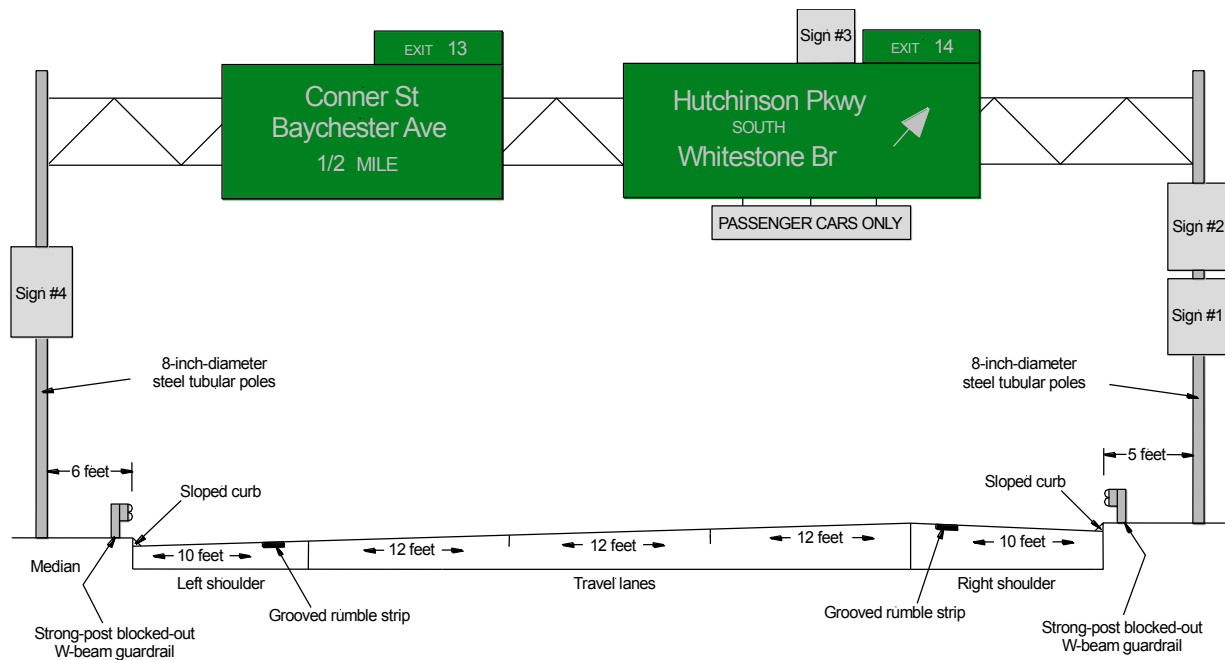 EXIT 13
Conner St
Baychester Ave
1/2 MILE
Sign #3
EXIT 14
Hutchinson Pkwy
SOUTH
Whitestone Br
PASSENGER CARS ONLY
Sign #2
Sign #4
Sign #1
8-inch-diameter
steel tubular poles
8-inch-diameter
steel tubular poles
6 feet
5 feet
Sloped curb
Sloped curb
10 feet
12 feet
12 feet
12 feet
10 feet
Median
Left shoulder
Travel lanes
Right shoulder
Grooved rumble strip
Grooved rumble strip
Strong-post blocked-out
W-beam guardrail
Strong-post blocked-out
W-beam guardrail